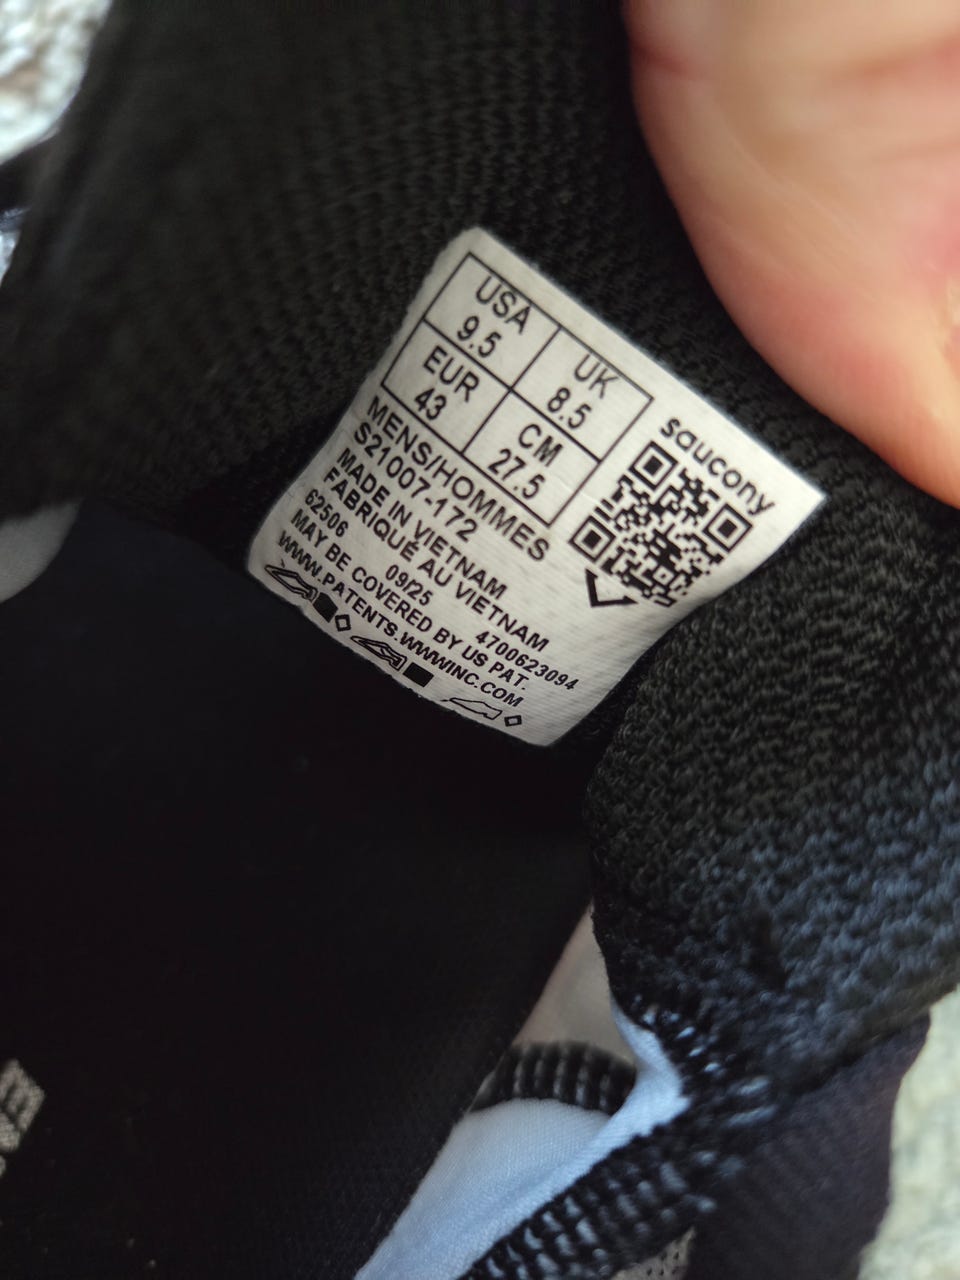 USA
9.5
UK
8.5
EUR
43
CM
27.5
saucony
MENS/HOMMES
S21007-172
MADE IN VIETNAM
FABRIQUÉ AU VIETNAM
62506 09/25 4700623094
MAY BE COVERED BY US PAT.
WWW.PATENTS.WWWINC.COM